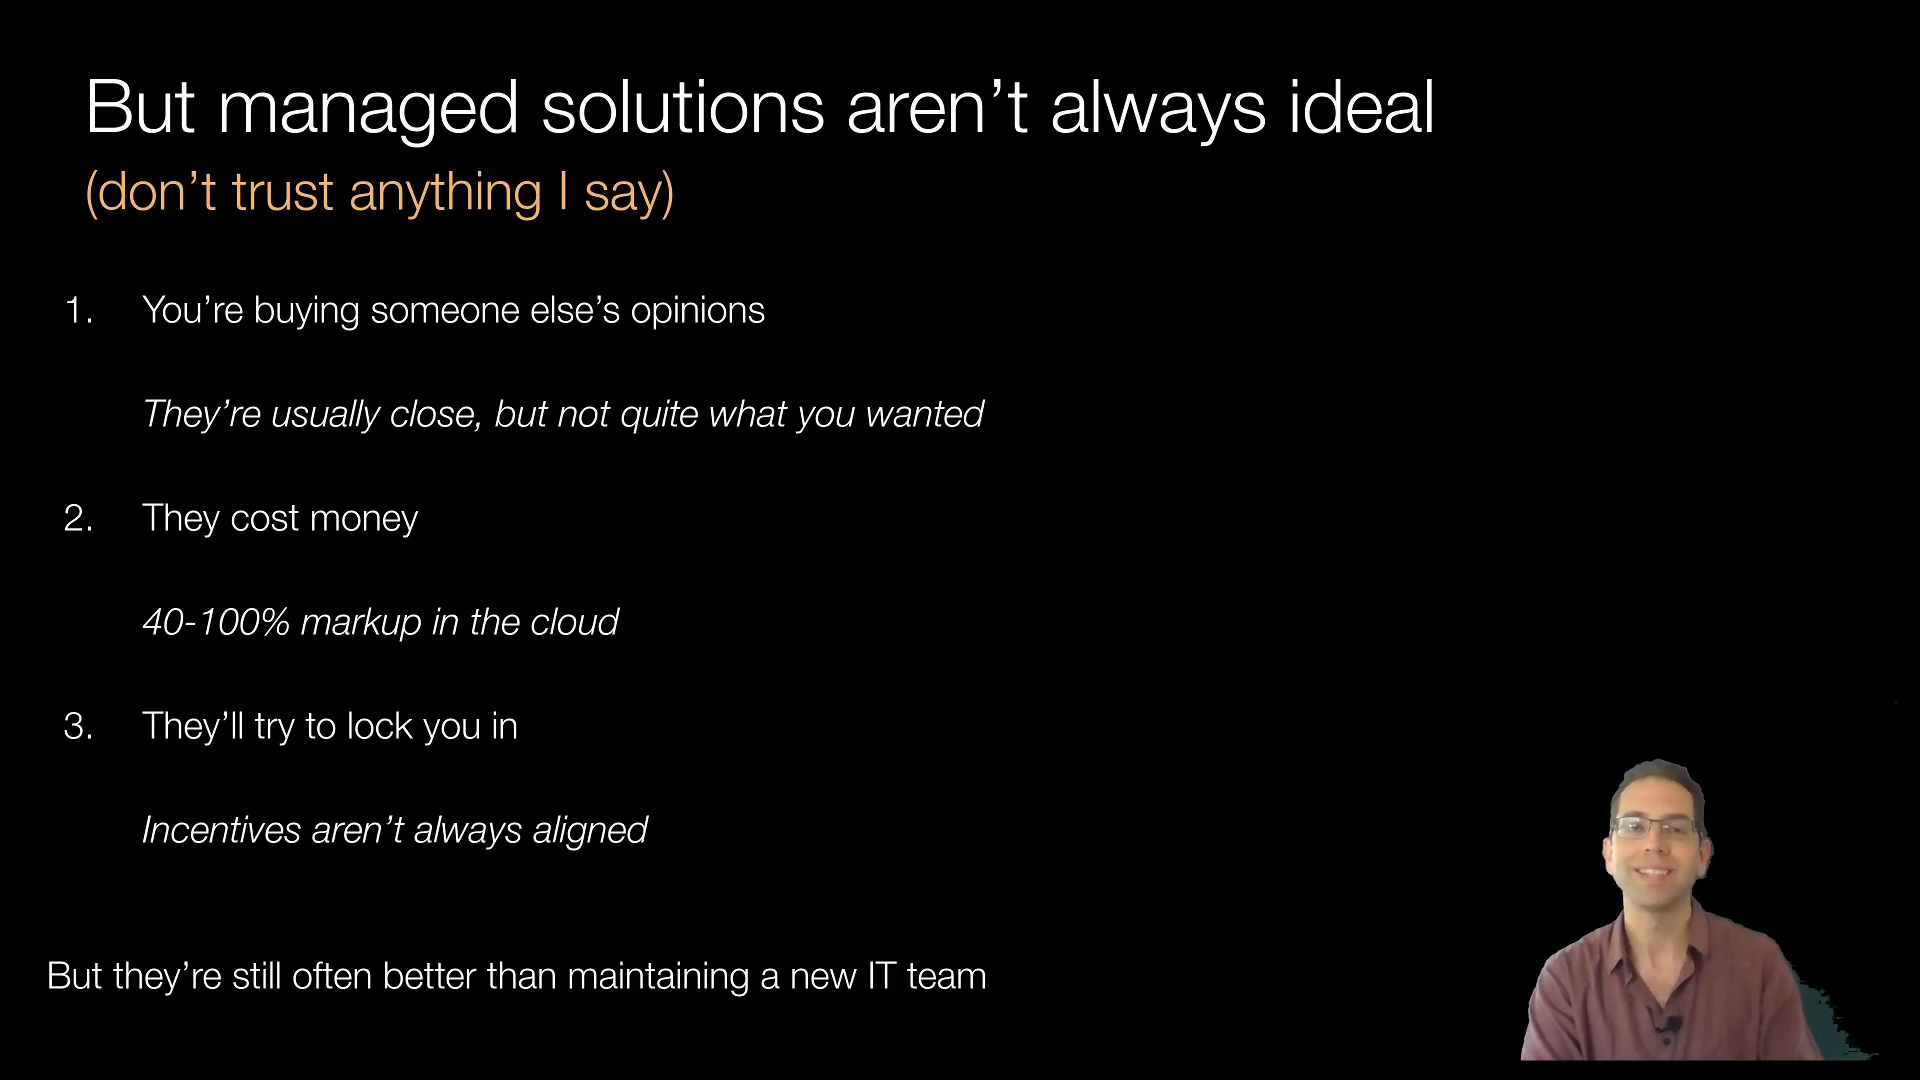 But managed solutions aren’t always ideal
(don’t trust anything I say)
1. You’re buying someone else’s opinions
They’re usually close, but not quite what you wanted
2. They cost money
40-100% markup in the cloud
3. They’ll try to lock you in
Incentives aren’t always aligned
But they’re still often better than maintaining a new IT team